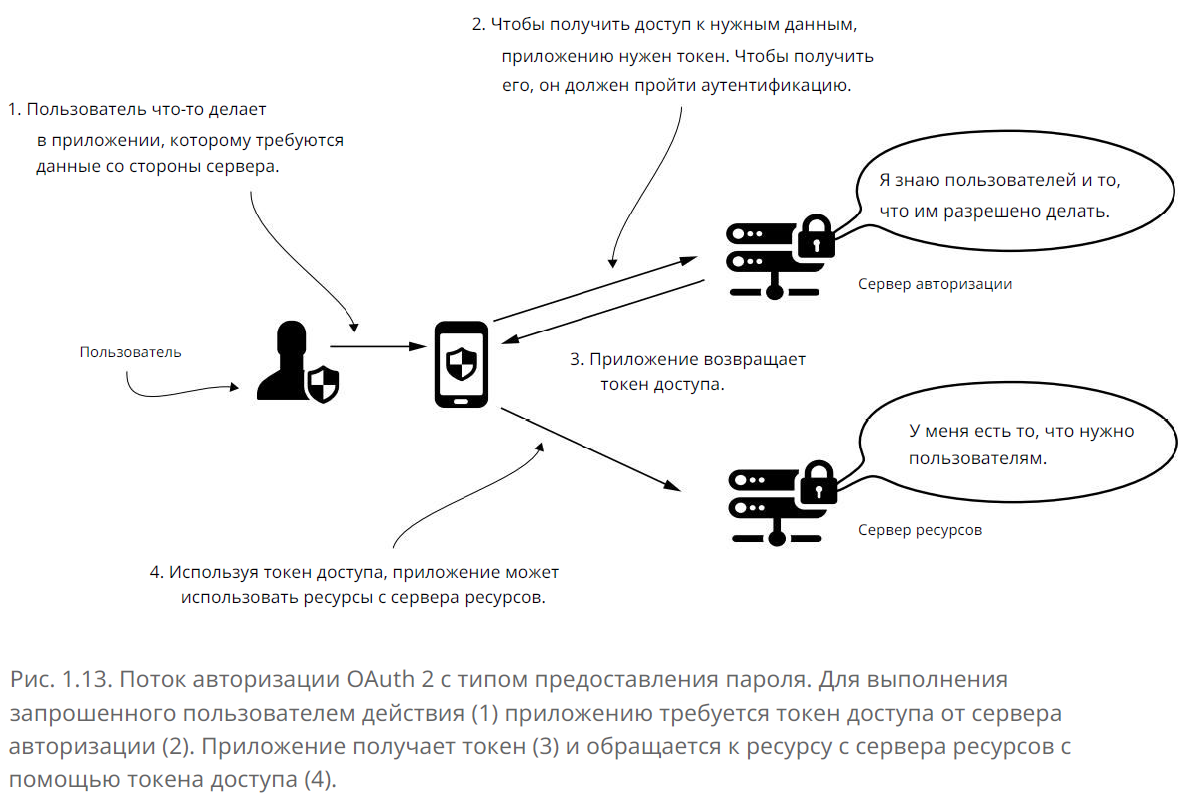 2. Чтобы получить доступ к нужным данным,
приложению нужен токен. Чтобы получить
его, он должен пройти аутентификацию.
1. Пользователь что-то делает
в приложении, которому требуются
данные со стороны сервера.
Я знаю пользователей и то,
что им разрешено делать.
Сервер авторизации
Пользователь
3. Приложение возвращает
токен доступа.
У меня есть то, что нужно
пользователям.
Сервер ресурсов
4. Используя токен доступа, приложение может
использовать ресурсы с сервера ресурсов.
Рис. 1.13. Поток авторизации OAuth 2 с типом предоставления пароля. Для выполнения
запрошенного пользователем действия (1) приложению требуется токен доступа от сервера
авторизации (2). Приложение получает токен (3) и обращается к ресурсу с сервера ресурсов с
помощью токена доступа (4).